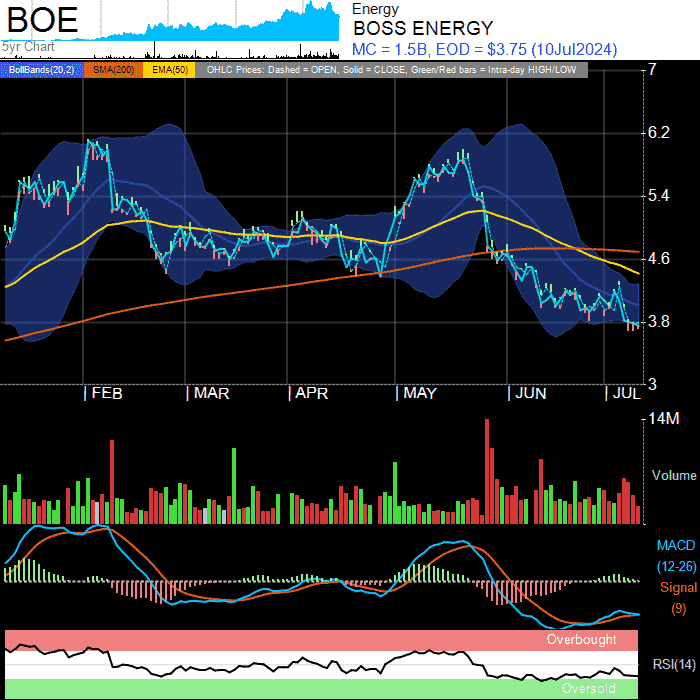 BOE
5yr Chart
Energy
BOSS ENERGY
MC = 1.5B, EOD = $3.75 (10Jul2024)
BollBands(20,2) SMA(200) EMA(50) OHLC Prices: Dashed = OPEN, Solid = CLOSE, Green/Red bars = Intra-day HIGH/LOW
7
6.2
5.4
4.6
3.8
3
| FEB | MAR | APR | MAY | JUN | JUL
14M
Volume
MACD
(12-26)
Signal
(9)
Overbought
RSI(14)
Oversold